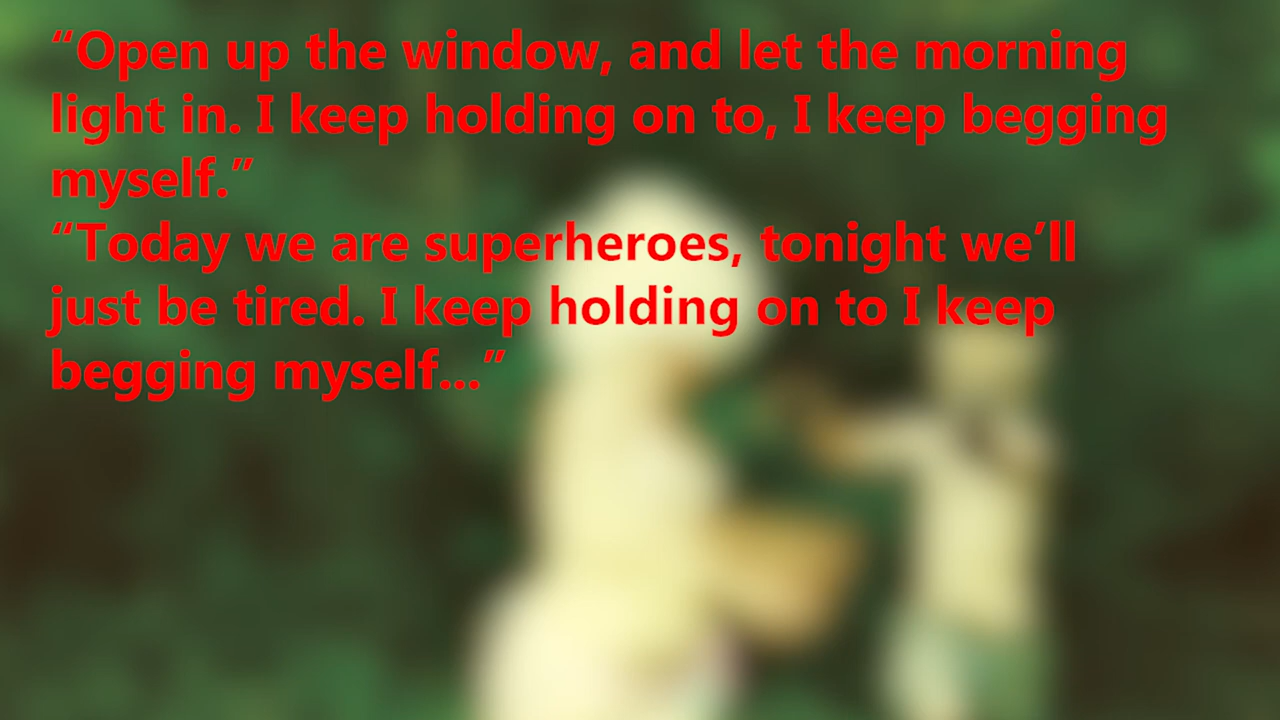 “Open up the window, and let the morning
light in. I keep holding on to, I keep begging
myself.”
“Today we are superheroes, tonight we’ll
just be tired. I keep holding on to I keep
begging myself...”